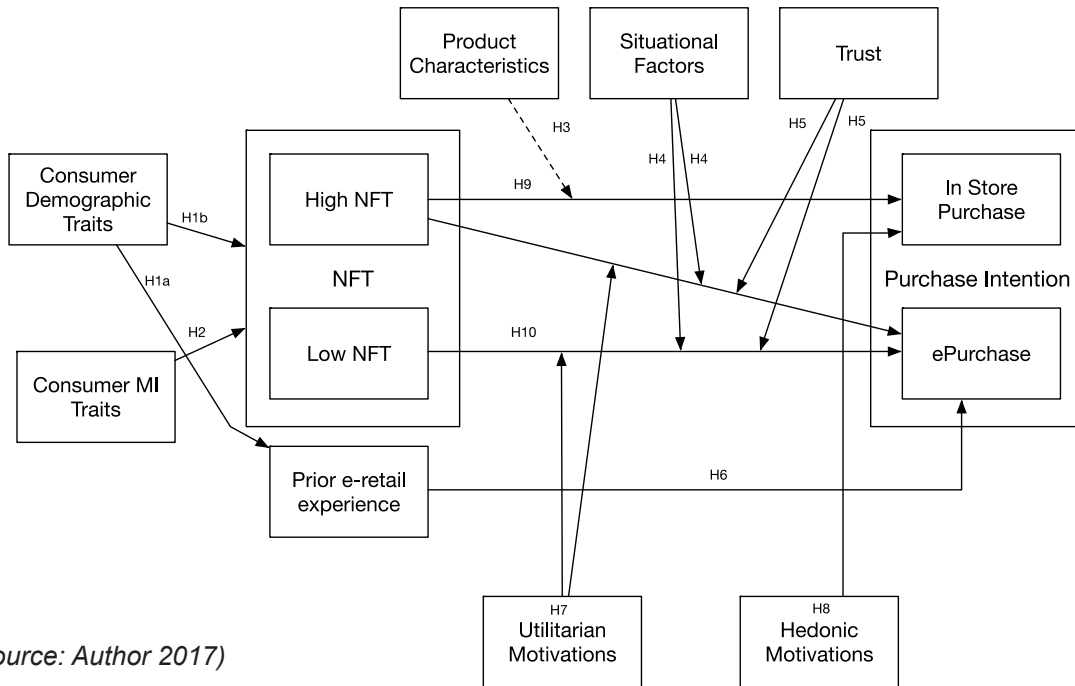 Product
Characteristics
Situational
Factors
Trust
H3
H4
H4
H5
H5
Consumer
Demographic
Traits
H1b
H1a
H2
Consumer MI
Traits
High NFT
NFT
Low NFT
H9
H10
In Store
Purchase
Purchase Intention
ePurchase
Prior e-retail
experience
H6
H7
Utilitarian
Motivations
H8
Hedonic
Motivations
ource: Author 2017)